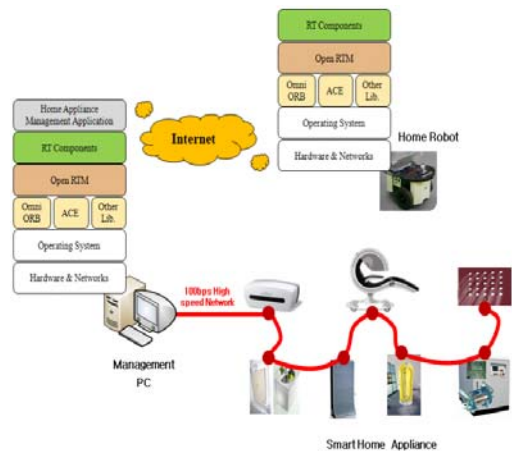 RT Components
Open RTM
Omni
ORB
ACE
Other
Lib.
Operating System
Hardware & Networks
Home Robot
Internet
Home Appliance
Management Application
RT Components
Open RTM
Omni
ORB
ACE
Other
Lib.
Operating System
Hardware & Networks
100bps High
speed Network
Management
PC
Smart Home Appliance